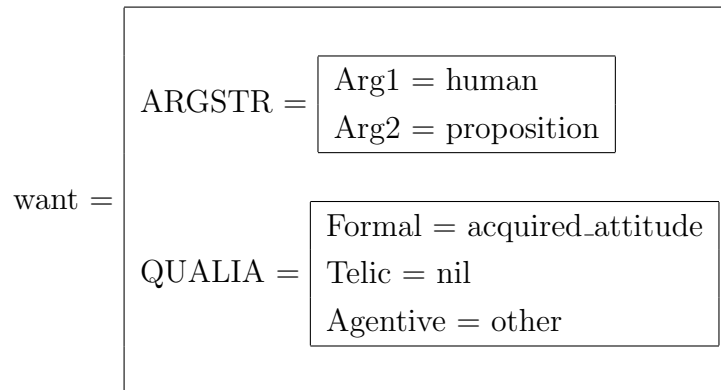 ARGSTR = Arg1 = human
Arg2 = proposition
want =
QUALIA = Formal = acquired_attitude
Telic = nil
Agentive = other